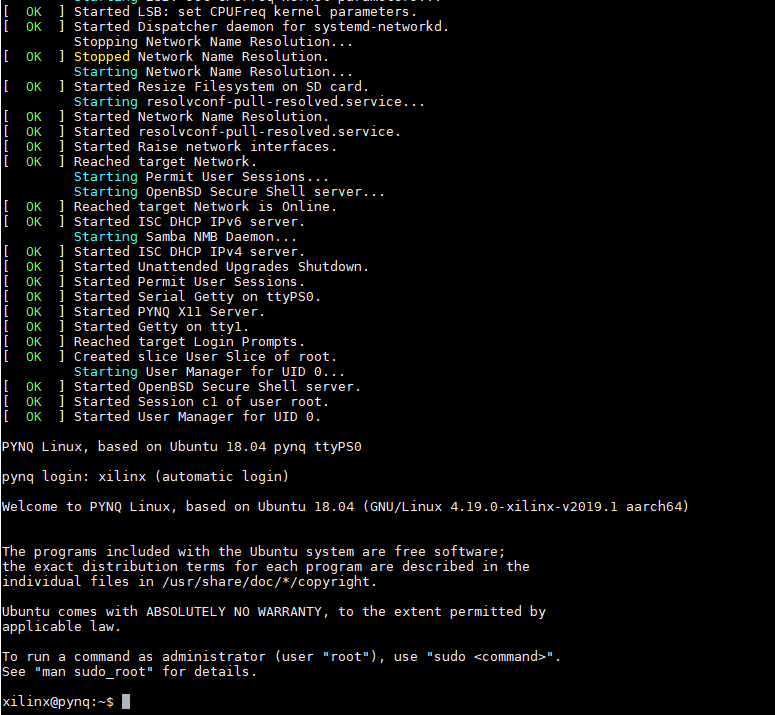 Starting LSB: set CPUFreq kernel parameters...
[  OK  ] Started LSB: set CPUFreq kernel parameters.
[  OK  ] Started Dispatcher daemon for systemd-networkd.
         Stopping Network Name Resolution...
[  OK  ] Stopped Network Name Resolution.
         Starting Network Name Resolution...
[  OK  ] Started Resize Filesystem on SD card.
         Starting resolvconf-pull-resolved.service...
[  OK  ] Started Network Name Resolution.
[  OK  ] Started resolvconf-pull-resolved.service.
[  OK  ] Started Raise network interfaces.
[  OK  ] Reached target Network.
         Starting Permit User Sessions...
         Starting OpenBSD Secure Shell server...
[  OK  ] Reached target Network is Online.
[  OK  ] Started ISC DHCP IPv6 server.
         Starting Samba NMB Daemon...
[  OK  ] Started ISC DHCP IPv4 server.
[  OK  ] Started Unattended Upgrades Shutdown.
[  OK  ] Started Permit User Sessions.
[  OK  ] Started Serial Getty on ttyPS0.
[  OK  ] Started PYNQ X11 Server.
[  OK  ] Started Getty on tty1.
[  OK  ] Reached target Login Prompts.
[  OK  ] Created slice User Slice of root.
         Starting User Manager for UID 0...
[  OK  ] Started OpenBSD Secure Shell server.
[  OK  ] Started Session c1 of user root.
[  OK  ] Started User Manager for UID 0.
PYNQ Linux, based on Ubuntu 18.04 pynq ttyPS0
pynq login: xilinx (automatic login)
Welcome to PYNQ Linux, based on Ubuntu 18.04 (GNU/Linux 4.19.0-xilinx-v2019.1 aarch64)
The programs included with the Ubuntu system are free software;
the exact distribution terms for each program are described in the
individual files in /usr/share/doc/*/copyright.
Ubuntu comes with ABSOLUTELY NO WARRANTY, to the extent permitted by
applicable law.
To run a command as administrator (user "root"), use "sudo <command>".
See "man sudo_root" for details.
xilinx@pynq:~$